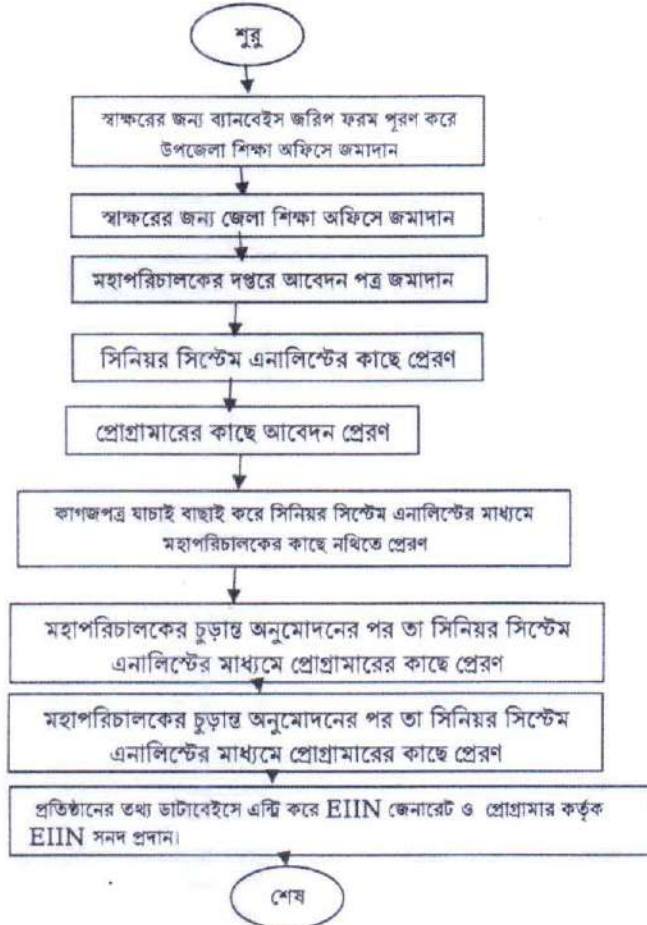 শুরু
স্বাক্ষরের জন্য ব্যানবেইস জরিপ ফরম পূরণ করে
উপজেলা শিক্ষা অফিসে জমাদান
স্বাক্ষরের জন্য জেলা শিক্ষা অফিসে জমাদান
মহাপরিচালকের দপ্তরে আবেদন পত্র জমাদান
সিনিয়র সিস্টেম এনালিস্টের কাছে প্রেরণ
প্রোগ্রামারের কাছে আবেদন প্রেরণ
কাগজপত্র যাচাই বাছাই করে সিনিয়র সিস্টেম এনালিস্টের মাধ্যমে
মহাপরিচালকের কাছে নথিতে প্রেরণ
মহাপরিচালকের চুড়ান্ত অনুমোদনের পর তা সিনিয়র সিস্টেম
এনালিস্টের মাধ্যমে প্রোগ্রামারের কাছে প্রেরণ
মহাপরিচালকের চুড়ান্ত অনুমোদনের পর তা সিনিয়র সিস্টেম
এনালিস্টের মাধ্যমে প্রোগ্রামারের কাছে প্রেরণ
প্রতিষ্ঠানের তথ্য ডাটাবেইসে এন্ট্রি করে EIIN জেনারেট ও প্রোগ্রামার কর্তৃক
EIIN সনদ প্রদান।
শেষ